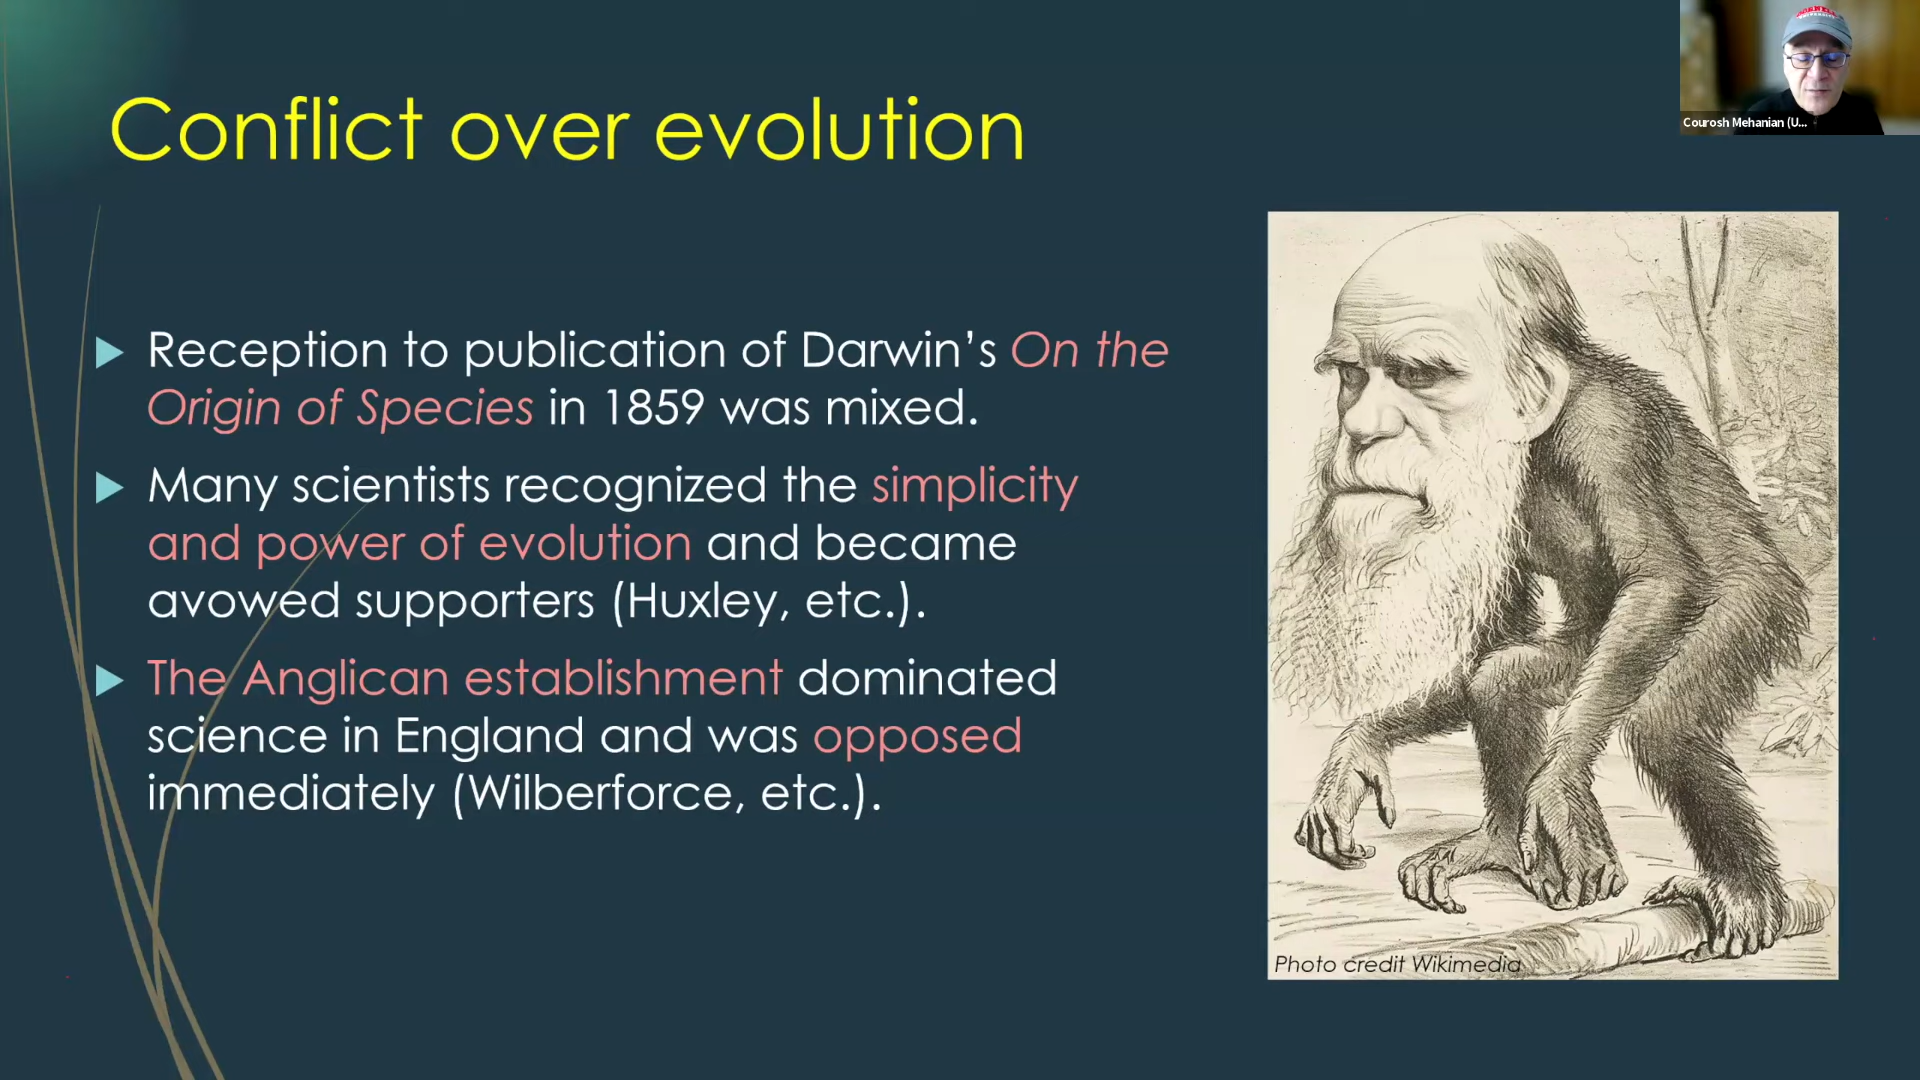 Conflict over evolution
CORNELL
Courosh Mehanian (U...
Reception to publication of Darwin’s On the
Origin of Species in 1859 was mixed.
Many scientists recognized the simplicity
and power of evolution and became
avowed supporters (Huxley, etc.).
The Anglican establishment dominated
science in England and was opposed
immediately (Wilberforce, etc.).
Photo credit Wikimedia